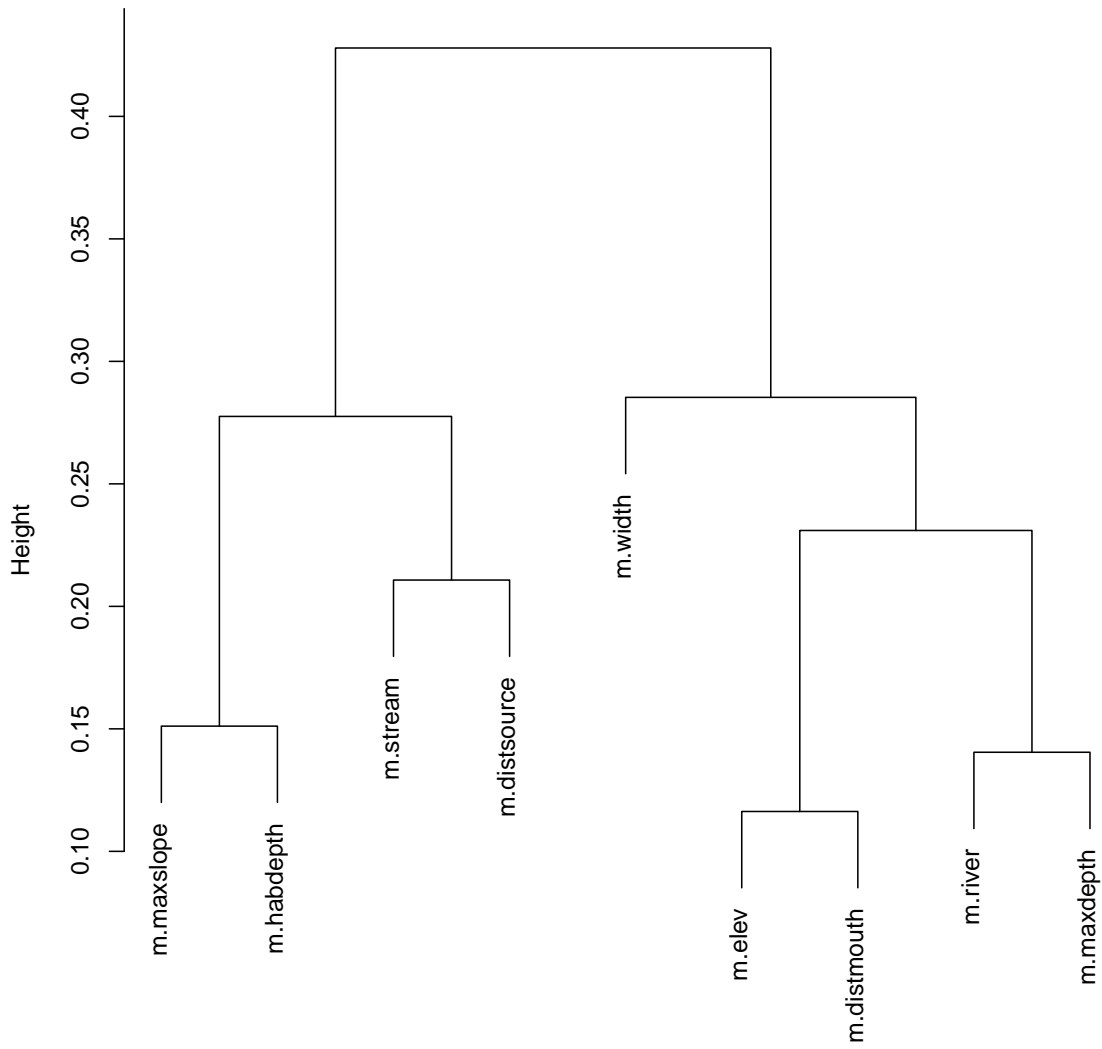 Height
0.40
0.35
0.30
0.25
0.20
0.15
0.10
m.maxslope
m.habdepth
m.stream
m.distsource
m.width
m.elev
m.distmouth
m.river
m.maxdepth